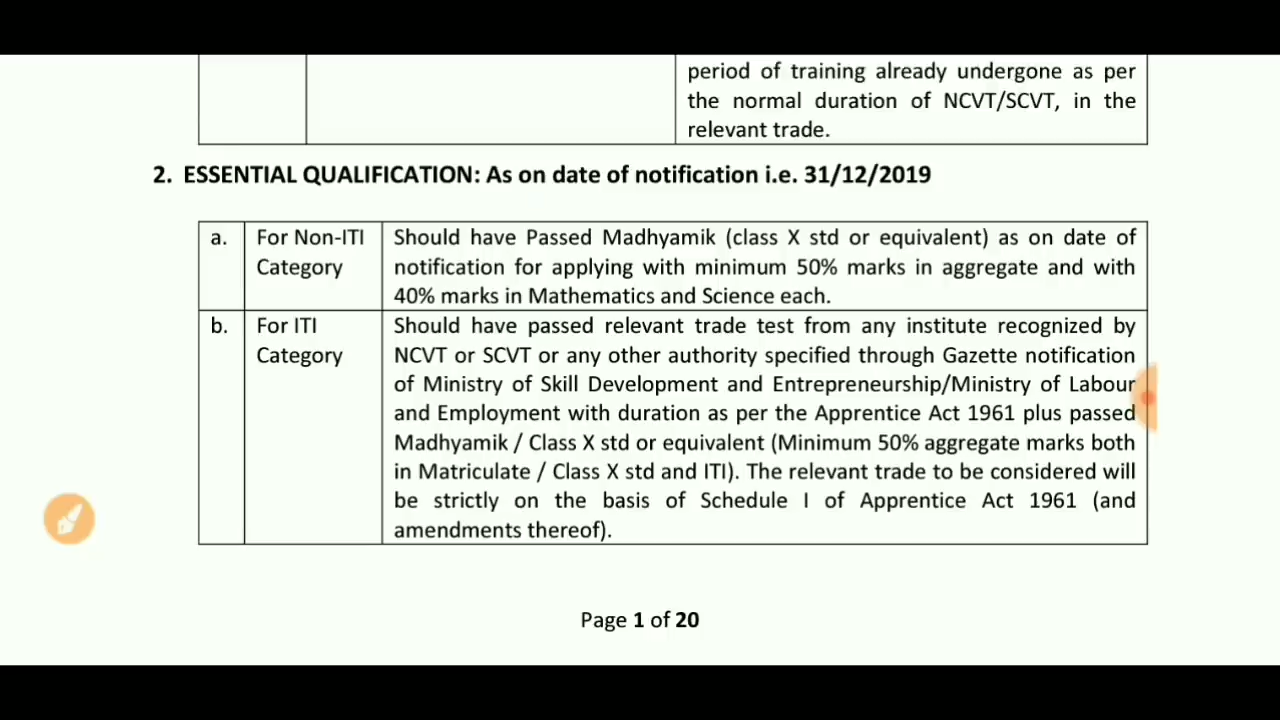 period of training already undergone as per
the normal duration of NCVT/SCVT, in the
relevant trade.
2. ESSENTIAL QUALIFICATION: As on date of notification i.e. 31/12/2019
a. For Non-ITI Category
Should have Passed Madhyamik (class X std or equivalent) as on date of
notification for applying with minimum 50% marks in aggregate and with
40% marks in Mathematics and Science each.
b. For ITI Category
Should have passed relevant trade test from any institute recognized by
NCVT or SCVT or any other authority specified through Gazette notification
of Ministry of Skill Development and Entrepreneurship/Ministry of Labour
and Employment with duration as per the Apprentice Act 1961 plus passed
Madhyamik / Class X std or equivalent (Minimum 50% aggregate marks both
in Matriculate / Class X std and ITI). The relevant trade to be considered will
be strictly on the basis of Schedule I of Apprentice Act 1961 (and
amendments thereof).
Page 1 of 20